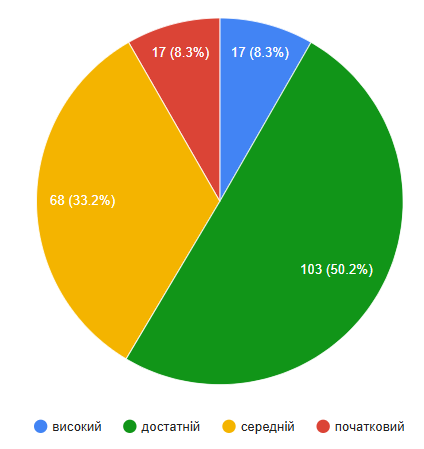 17 (8.3%) 17 (8.3%)
68 (33.2%)
103 (50.2%)
високий достатній середній початковий